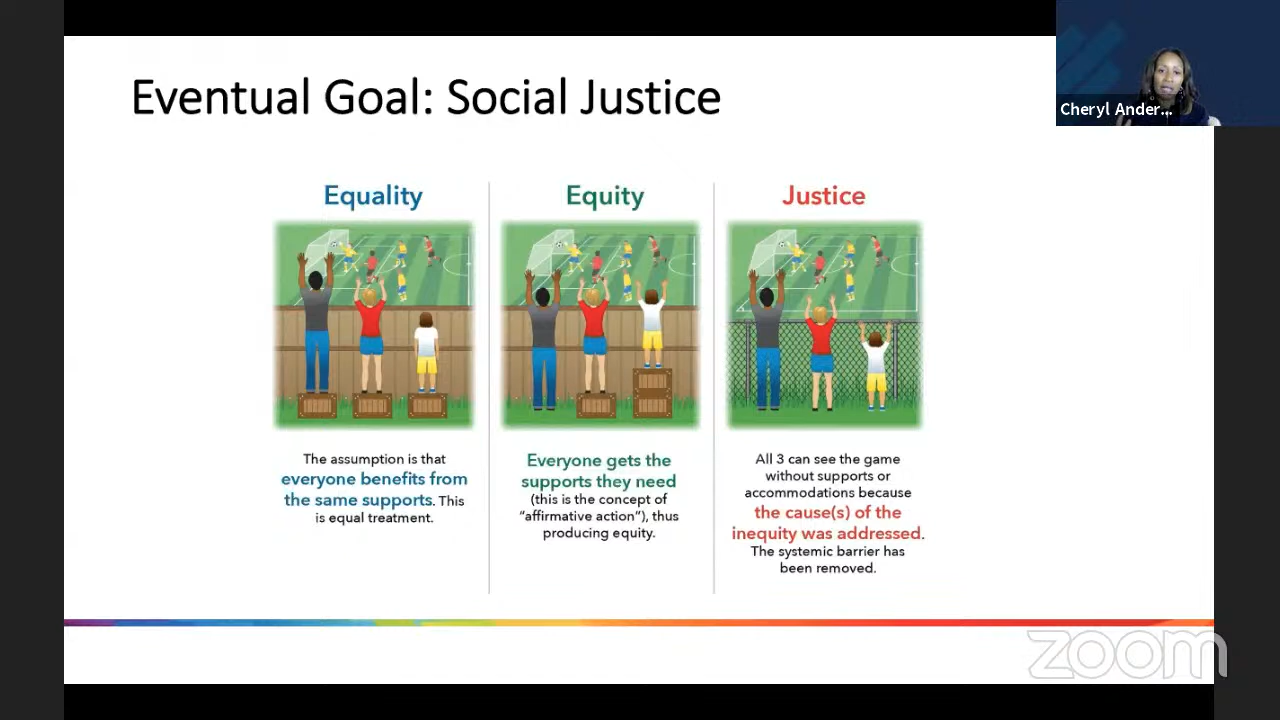 Eventual Goal: Social Justice
Cheryl Ander...
Equality
Equity
Justice
The assumption is that
everyone benefits from
the same supports. This
is equal treatment.
Everyone gets the
supports they need
(this is the concept of
“affirmative action”), thus
producing equity.
All 3 can see the game
without supports or
accommodations because
the cause(s) of the
inequity was addressed.
The systemic barrier has
been removed.
zoom